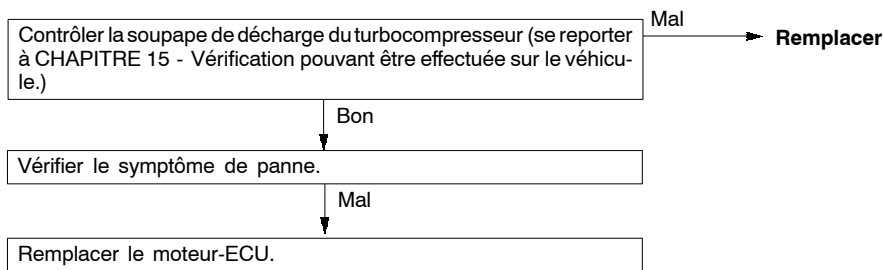 Mal
Contrôler la soupape de décharge du turbocompresseur (se reporter
Remplacer
à CHAPITRE 15 - Vérification pouvant être effectuée sur le véhicu-
le.)
Bon
Vérifier le symptôme de panne.
Mal
Remplacer le moteur-ECU.